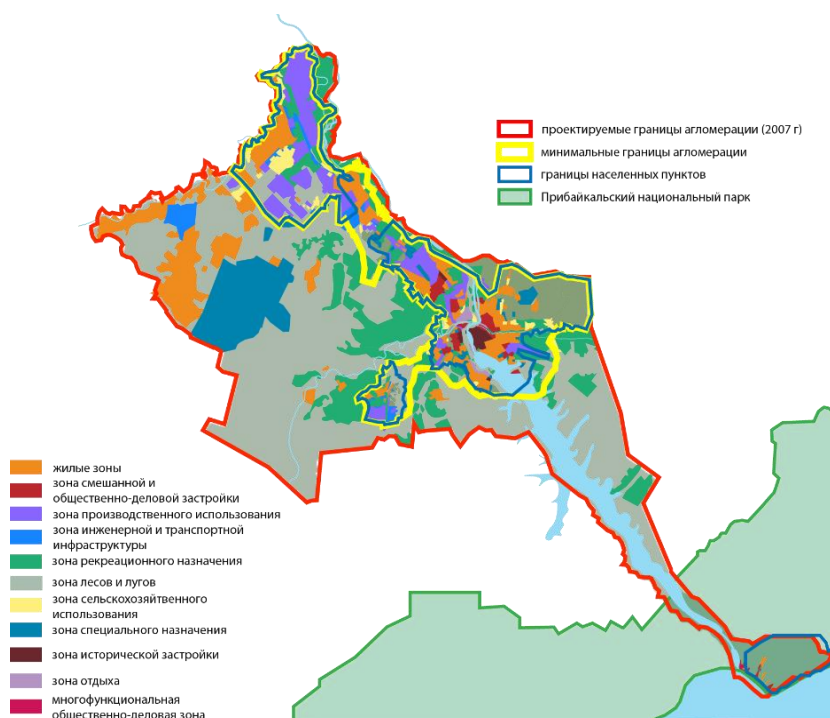 проектируемые границы агломерации (2007 г)
минимальные границы агломерации
границы населенных пунктов
Прибайкальский национальный парк
жилые зоны
зона смешанной и
общественно-деловой застройки
зона производственного использования
зона инженерной и транспортной
инфраструктуры
зона рекреационного назначения
зона лесов и лугов
зона сельскохозяйтвенного
использования
зона специального назначения
зона исторической застройки
зона отдыха
многофункциональная
общественно-деловая зона